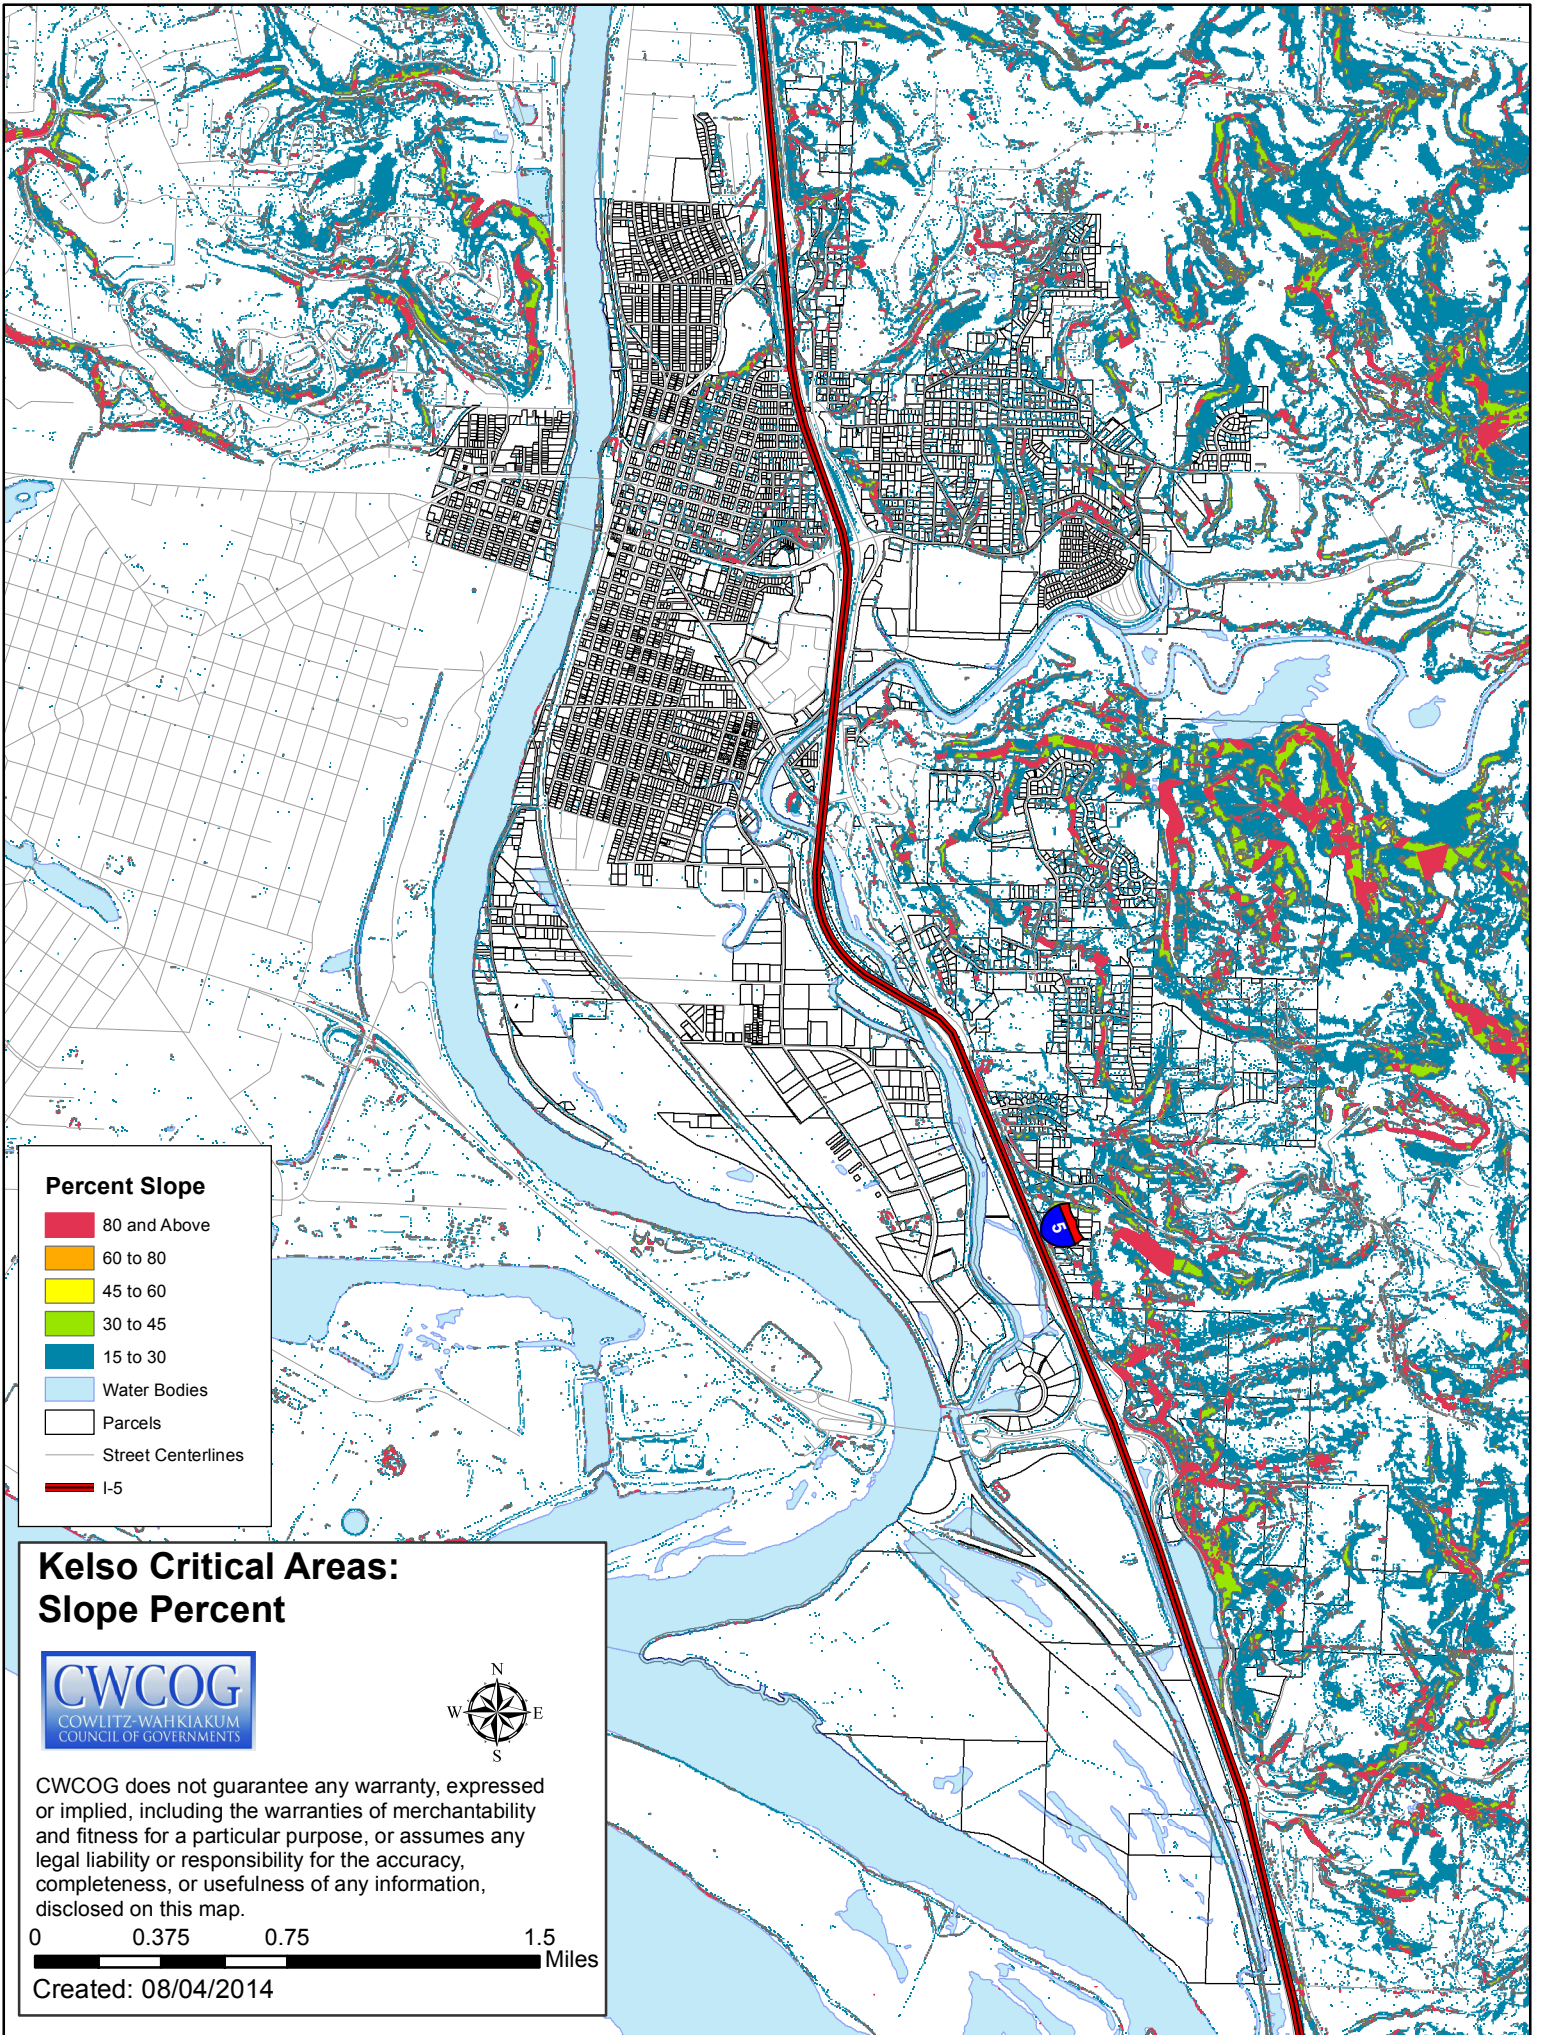 5
Percent Slope
80 and Above
60 to 80
45 to 60
30 to 45
15 to 30
Water Bodies
Parcels
Street Centerlines
I-5
Kelso Critical Areas:
Slope Percent
CWCOG
COWLITZ-WAHKIAKUM
COUNCIL OF GOVERNMENTS
N
W E
S
CWCOG does not guarantee any warranty, expressed
or implied, including the warranties of merchantability
and fitness for a particular purpose, or assumes any
legal liability or responsibility for the accuracy,
completeness, or usefulness of any information,
disclosed on this map.
0 0.375 0.75 1.5
Miles
Created: 08/04/2014